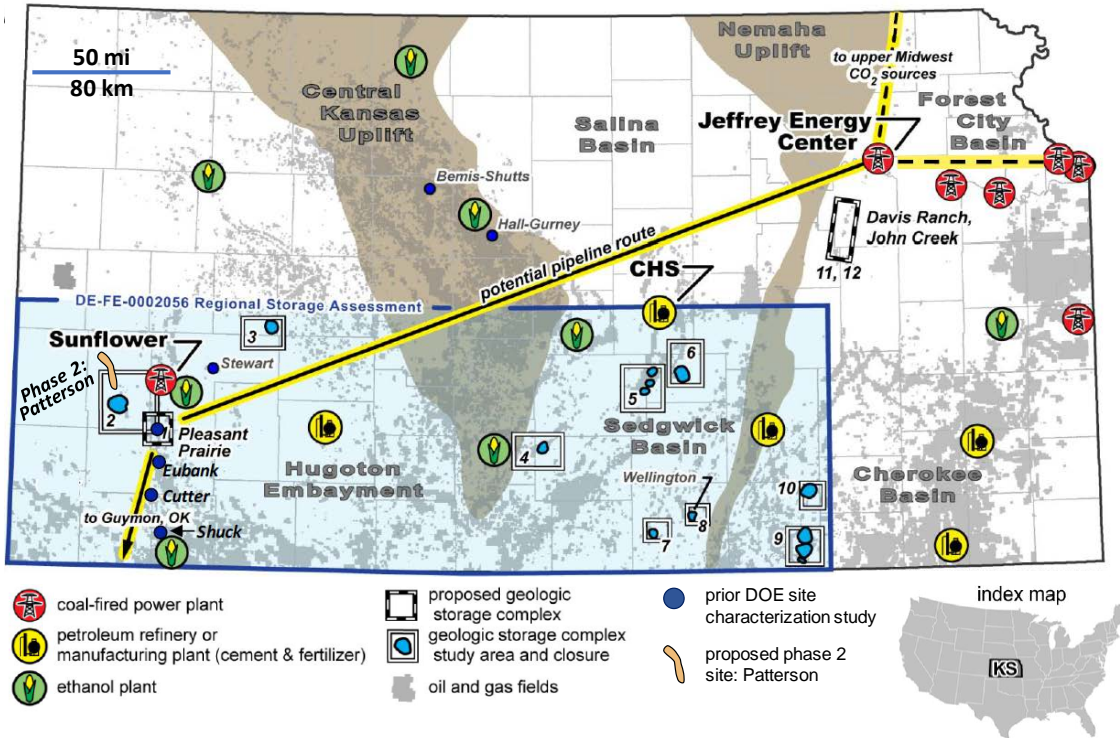 50 mi
80 km
Nemaha
Uplift
to upper Midwest
CO2 sources
Central
Kansas
Uplift
Salina
Basin
Forest
City
Basin
Jeffrey Energy
Center
Bemis-Shutts
Hall-Gurney
Davis Ranch,
John Creek
11, 12
potential pipeline route
CHS
DE-FE-0002056 Regional Storage Assessment
Sunflower
3
Stewart
Phase 2:
Patterson
2
1
Pleasant
Prairie
Eubank
Cutter
to Guymon, OK
Shuck
Hugoton
Embayment
4
5
6
Sedgwick
Basin
Wellington
7
8
9
10
Cherokee
Basin
coal-fired power plant
petroleum refinery or
manufacturing plant (cement & fertilizer)
ethanol plant
proposed geologic
storage complex
geologic storage complex
study area and closure
oil and gas fields
prior DOE site
characterization study
proposed phase 2
site: Patterson
index map
KS